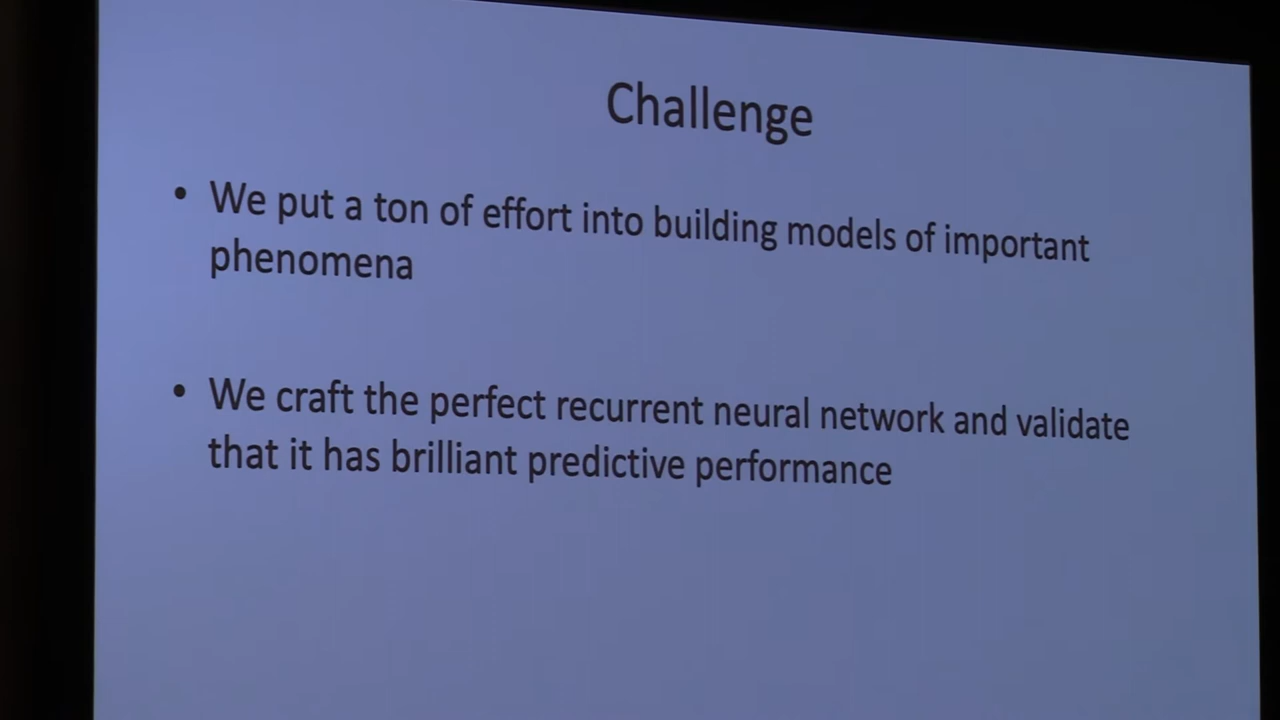 Challenge
• We put a ton of effort into building models of important
phenomena
• We craft the perfect recurrent neural network and validate
that it has brilliant predictive performance